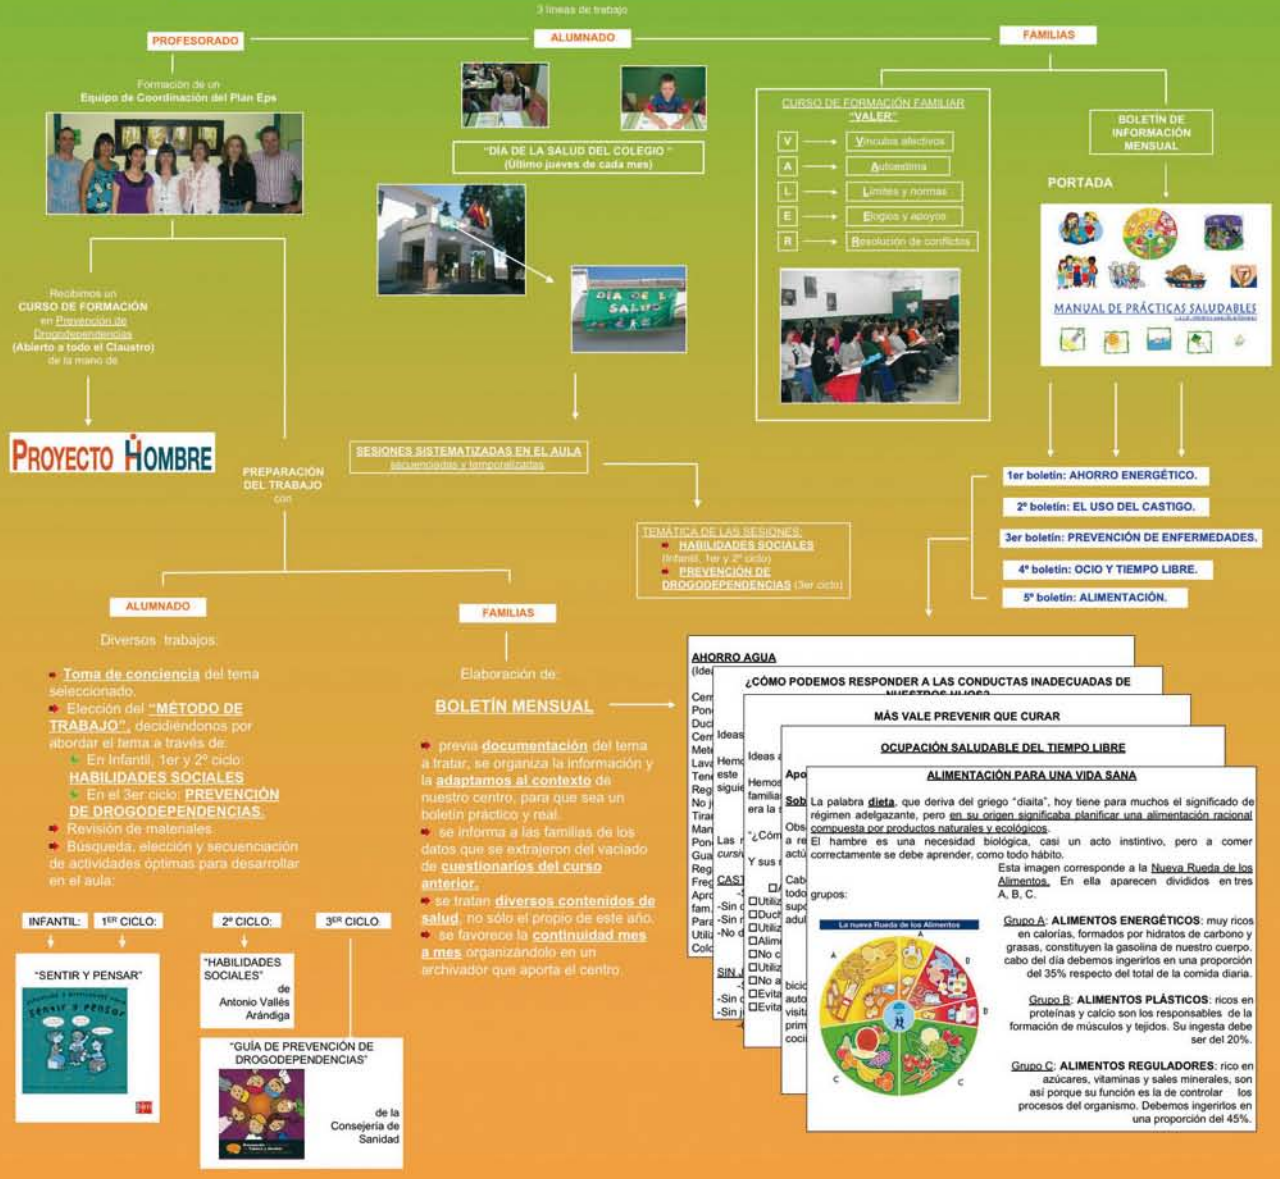 3 líneas de trabajo
PROFESORADO
ALUMNADO
FAMILIAS
Formación de un
Equipo de Coordinación del Plan Eps
"DÍA DE LA SALUD DEL COLEGIO "
(Último jueves de cada mes)
DIA DE LA
SALUD
CURSO DE FORMACIÓN FAMILIAR
"VALER"
V
Vínculos afectivos
A
Autoestima
L
Límites y normas
E
Elogios y apoyos
R
Resolución de conflictos
BOLETÍN DE
INFORMACIÓN
MENSUAL
PORTADA
MANUAL DE PRÁCTICAS SALUDABLES
Recibimos un
CURSO DE FORMACIÓN
en Prevención de
Drogodependencias
(Abierto a todo el Claustro)
de la mano de
PROYECTO HOMBRE
PREPARACIÓN
DEL TRABAJO
con
SESIONES SISTEMATIZADAS EN EL AULA
secuenciadas y temporalizadas
TEMÁTICA DE LAS SESIONES:
HABILIDADES SOCIALES
(Infantil, 1er y 2º ciclo)
PREVENCIÓN DE
DROGODEPENDENCIAS (3er ciclo)
1er boletín: AHORRO ENERGÉTICO.
2º boletín: EL USO DEL CASTIGO.
3er boletín: PREVENCIÓN DE ENFERMEDADES.
4º boletín: OCIO Y TIEMPO LIBRE.
5º boletín: ALIMENTACIÓN.
ALUMNADO
Diversos trabajos:
Toma de conciencia del tema
seleccionado.
Elección del "MÉTODO DE
TRABAJO", decidiéndonos por
abordar el tema a través de:
En Infantil, 1er y 2º ciclo:
HABILIDADES SOCIALES
En el 3er ciclo: PREVENCIÓN
DE DROGODEPENDENCIAS.
Revisión de materiales
Búsqueda, elección y secuenciación
de actividades óptimas para desarrollar
en el aula:
INFANTIL:
1ER CICLO:
2º CICLO:
3ER CICLO:
"SENTIR Y PENSAR"
Sentir y pensar
sm
"HABILIDADES
SOCIALES"
de
Antonio Vallés
Arándiga
"GUÍA DE PREVENCIÓN DE
DROGODEPENDENCIAS"
de la
Consejería de
Sanidad
FAMILIAS
Elaboración de:
BOLETÍN MENSUAL
previa documentación del tema
a tratar, se organiza la información y
la adaptamos al contexto de
nuestro centro, para que sea un
boletín práctico y real.
se informa a las familias de los
datos que se extrajeron del vaciado
de cuestionarios del curso
anterior.
se tratan diversos contenidos de
salud, no sólo el propio de este año.
se favorece la continuidad mes
a mes organizándolo en un
archivador que aporta el centro.
AHORRO AGUA
¿CÓMO PODEMOS RESPONDER A LAS CONDUCTAS INADECUADAS DE
NUESTROS HIJOS?
MÁS VALE PREVENIR QUE CURAR
OCUPACIÓN SALUDABLE DEL TIEMPO LIBRE
ALIMENTACIÓN PARA UNA VIDA SANA
La palabra dieta, que deriva del griego "diaita", hoy tiene para muchos el significado de
régimen adelgazante, pero en su origen significaba planificar una alimentación racional
compuesta por productos naturales y ecológicos.
El hambre es una necesidad biológica, casi un acto instintivo, pero a comer
correctamente se debe aprender, como todo hábito.
Esta imagen corresponde a la Nueva Rueda de los
Alimentos. En ella aparecen divididos en tres
grupos: A, B, C.
La nueva Rueda de los Alimentos
A
A
B
B
C
C
Grupo A: ALIMENTOS ENERGÉTICOS: muy ricos
en calorías, formados por hidratos de carbono y
grasas, constituyen la gasolina de nuestro cuerpo.
cabo del día debemos ingerirlos en una proporción
del 35% respecto del total de la comida diaria.
Grupo B: ALIMENTOS PLÁSTICOS: ricos en
proteínas y calcio son los responsables de la
formación de músculos y tejidos. Su ingesta debe
ser del 20%.
Grupo C: ALIMENTOS REGULADORES: rico en
azúcares, vitaminas y sales minerales, son
así porque su función es la de controlar los
procesos del organismo. Debemos ingerirlos en
una proporción del 45%.